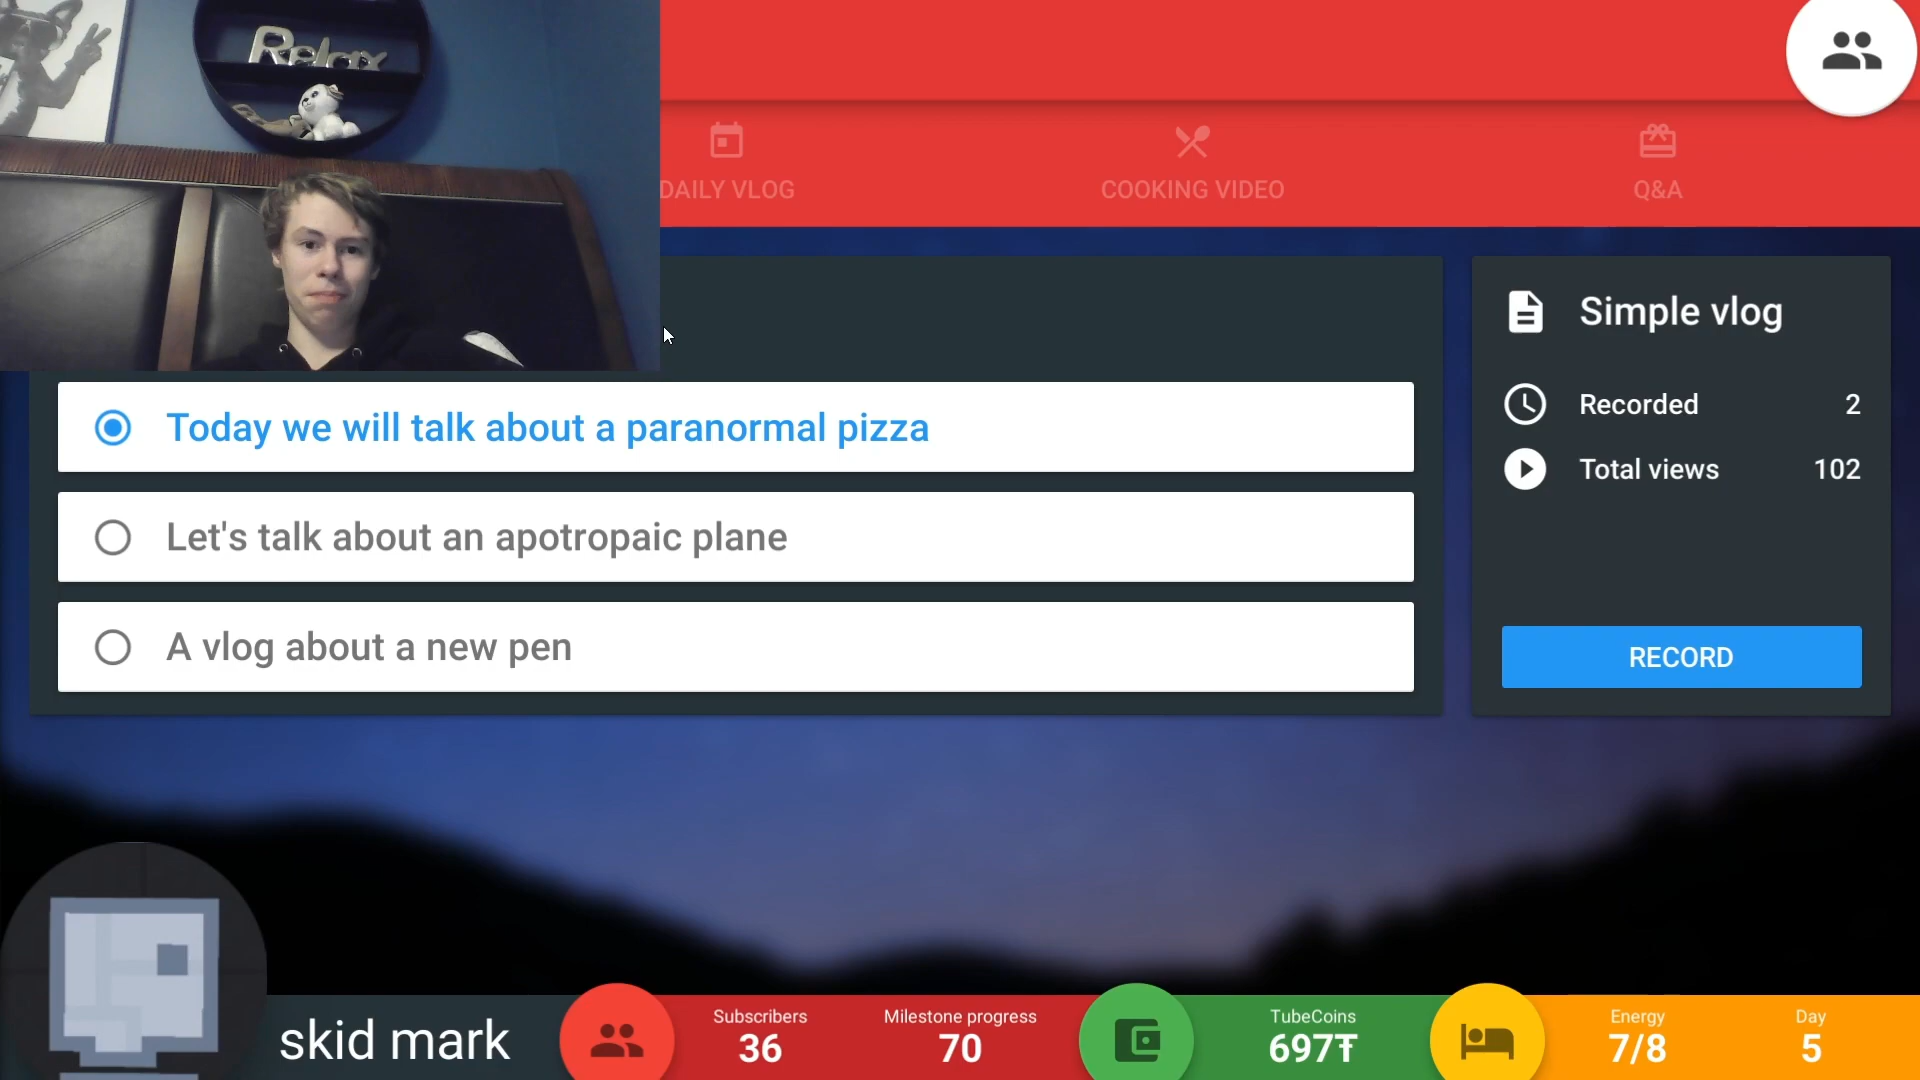 Relax
DAILY VLOG
COOKING VIDEO
Q&A
Simple vlog
Recorded 2
Total views 102
RECORD
Today we will talk about a paranormal pizza
Let's talk about an apotropaic plane
A vlog about a new pen
skid mark
Subscribers
36
Milestone progress
70
TubeCoins
697Ŧ
Energy
7/8
Day
5